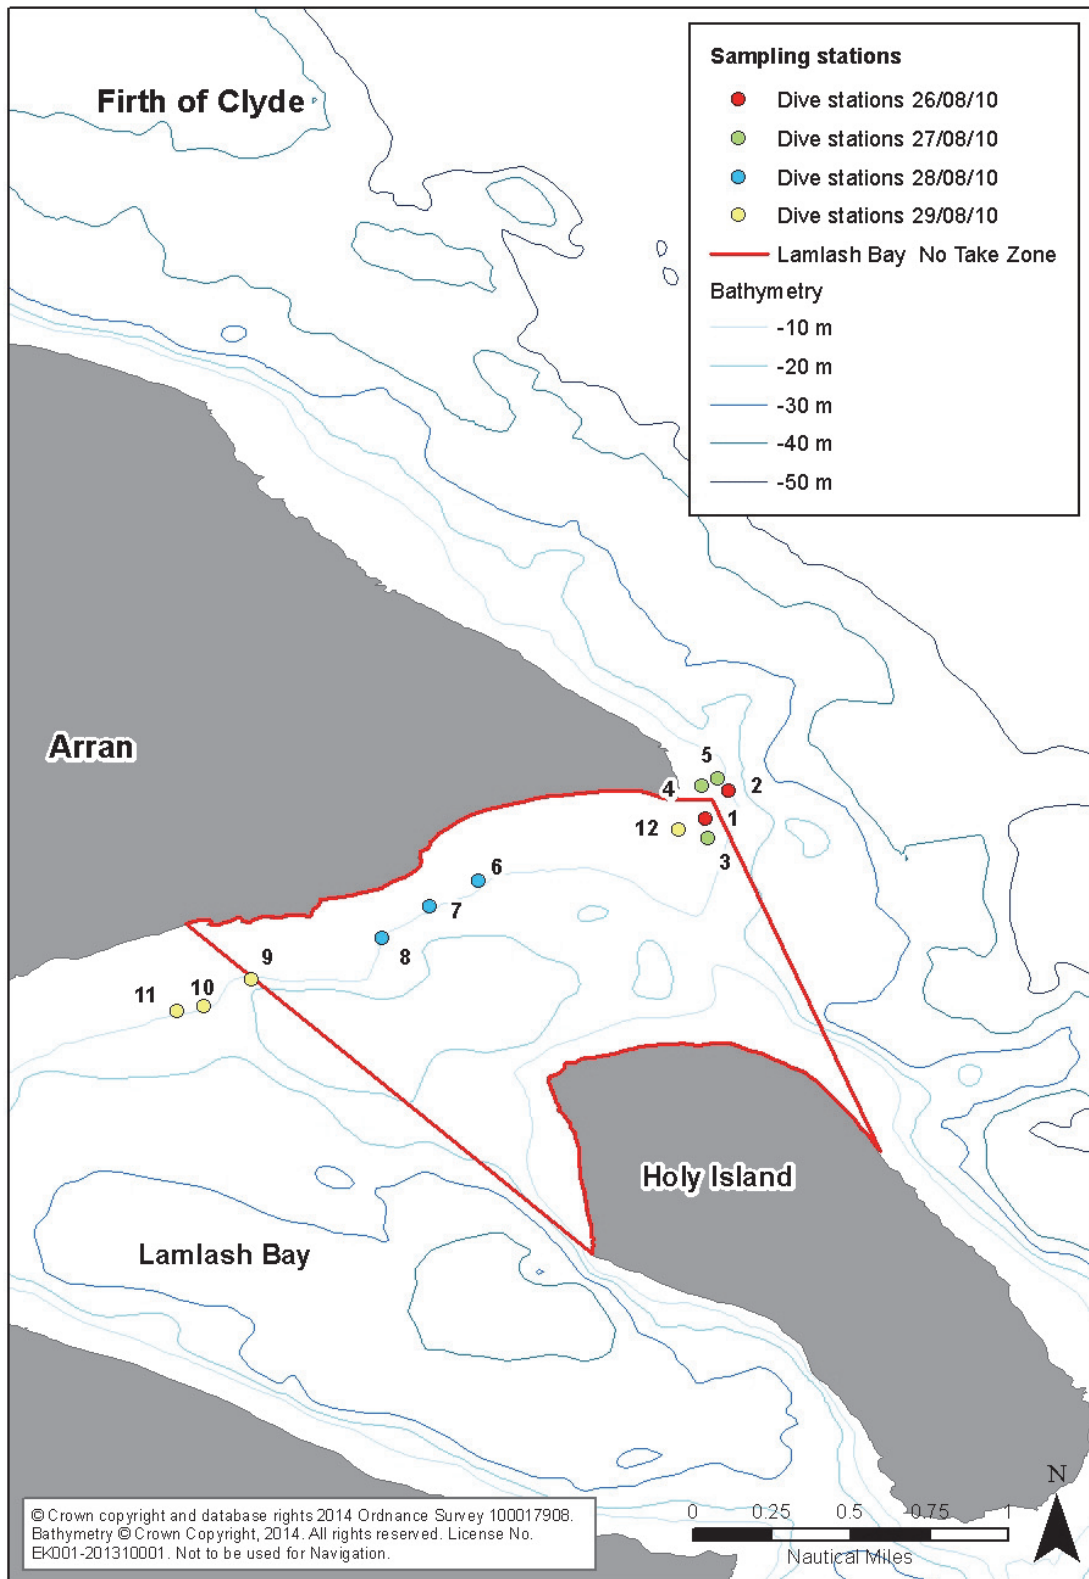 Firth of Clyde
Sampling stations
Dive stations 26/08/10
Dive stations 27/08/10
Dive stations 28/08/10
Dive stations 29/08/10
Lamlash Bay No Take Zone
Bathymetry
-10 m
-20 m
-30 m
-40 m
-50 m
Arran
5
4
2
1
12
3
6
7
8
9
10
11
Holy Island
Lamlash Bay
© Crown copyright and database rights 2014 Ordnance Survey 100017908.
Bathymetry © Crown Copyright, 2014. All rights reserved. License No.
EK001-201310001. Not to be used for Navigation.
0 0.25 0.5 0.75 1
Nautical Miles
N